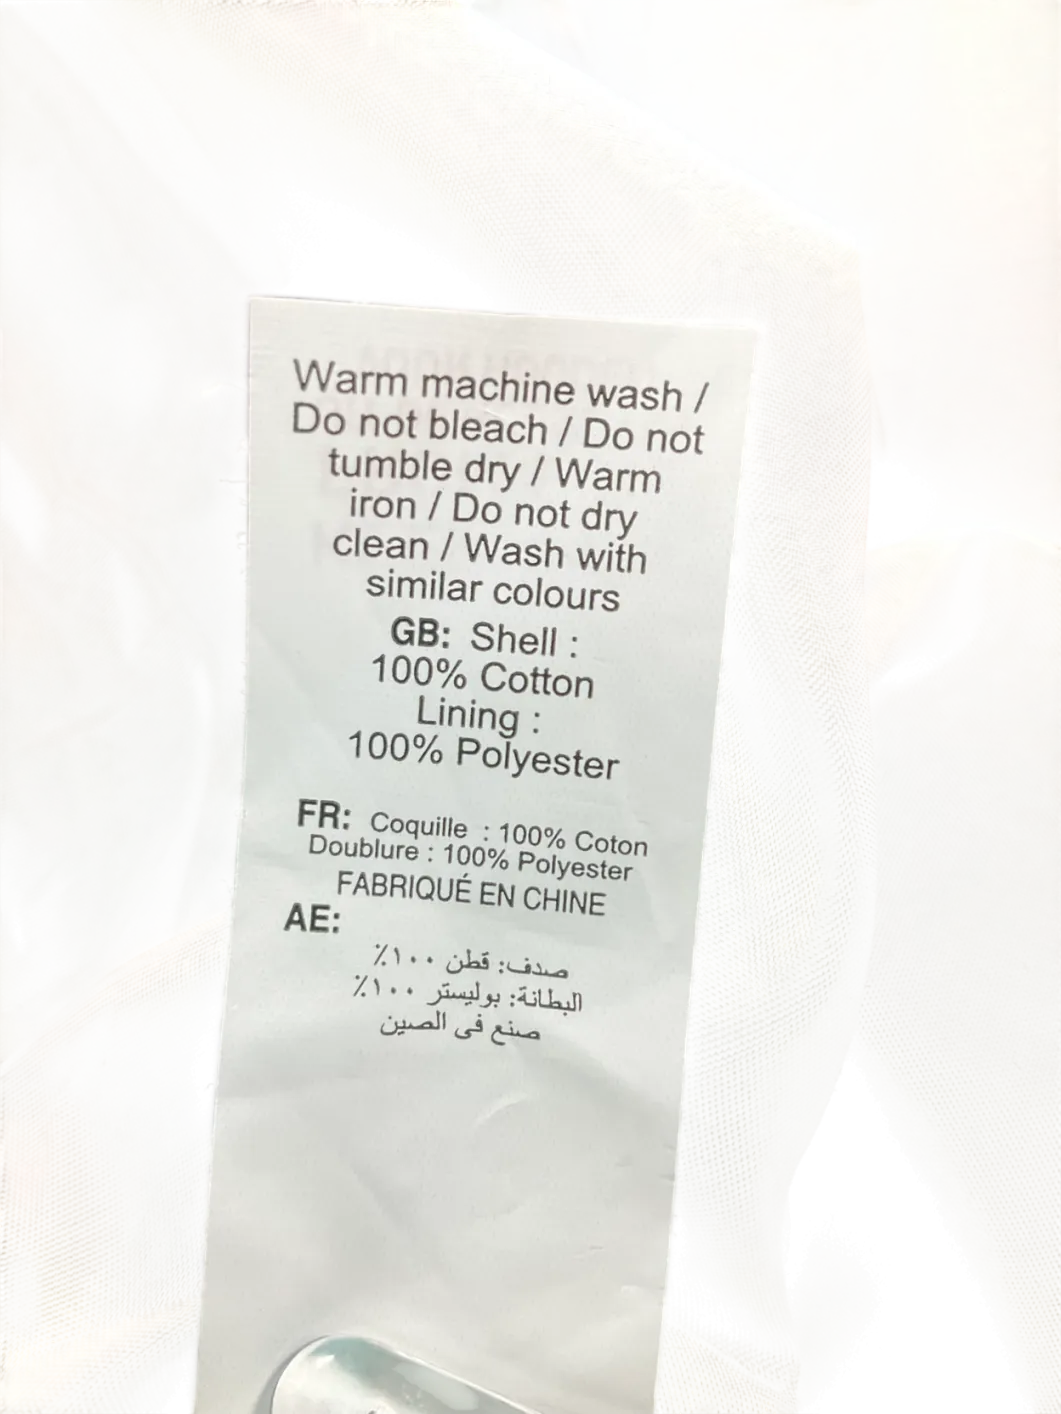 Warm machine wash /
Do not bleach / Do not
tumble dry / Warm
iron / Do not dry
clean / Wash with
similar colours
GB: Shell :
100% Cotton
Lining :
100% Polyester
FR: Coquille : 100% Coton
Doublure : 100% Polyester
FABRIQUÉ EN CHINE
AE:
صدف: قطن ١٠٠٪
البطانة: بوليستر ١٠٠٪
صنع فى الصين